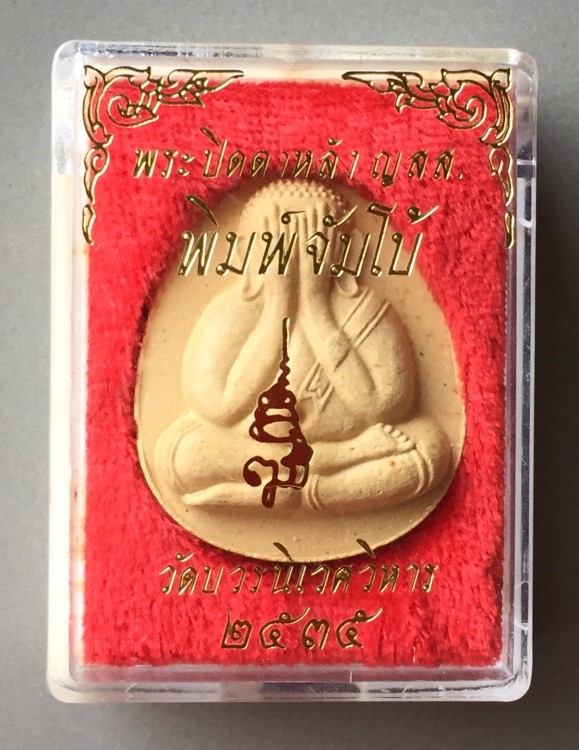 พระปิดตาหลัง ญสส.
พิมพ์จัมโบ้
วัดบวรนิเวศวิหาร
๒๕๓๕